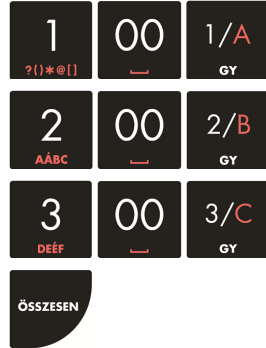 1 00 1/A
?()*@[] ⎵ GY
2 00 2/B
AÁBC ⎵ GY
3 00 3/C
DEÉF ⎵ GY
ÖSSZESEN